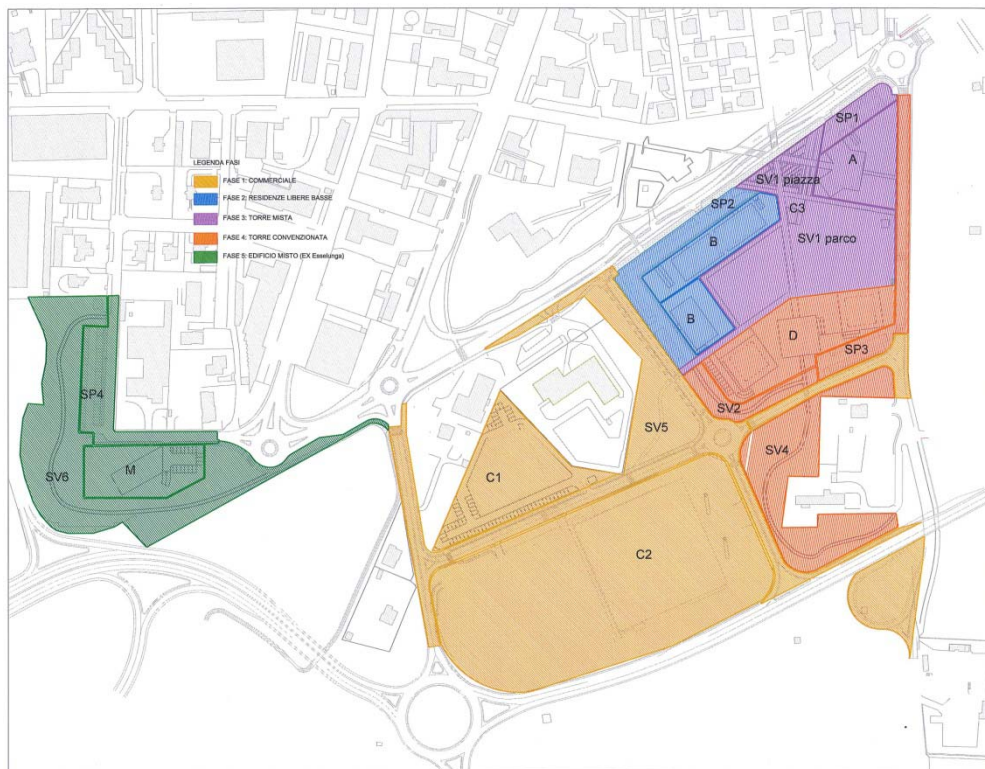 SP1
A
LEGENDA FASI
FASE 1: COMMERCIALE
FASE 2: RESIDENZE LIBERE BASSE
FASE 3: TORRE MISTA
FASE 4: TORRE CONVENZIONATA
FASE 5: EDIFICIO MISTO (EX Esselunga)
SV1 piazza
SP2
C3
B
SV1 parco
B
D
SP3
SP4
SV2
SV5
SV4
M
SV6
C1
C2